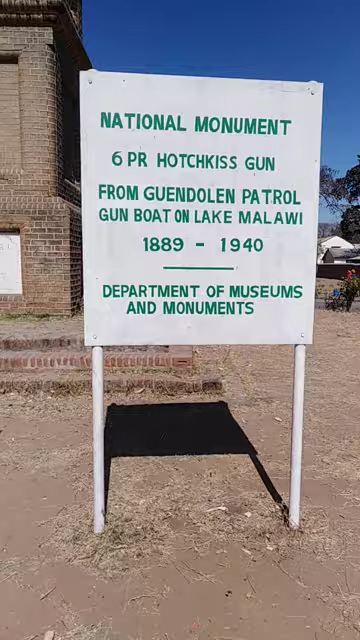 NATIONAL MONUMENT
6 PR HOTCHKISS GUN
FROM GUENDOLEN PATROL
GUN BOAT ON LAKE MALAWI
1889 - 1940
DEPARTMENT OF MUSEUMS
AND MONUMENTS